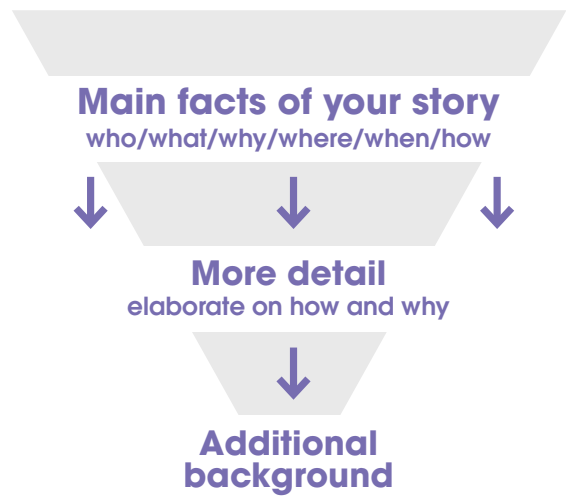 Main facts of your story
who/what/why/where/when/how
More detail
elaborate on how and why
Additional
background